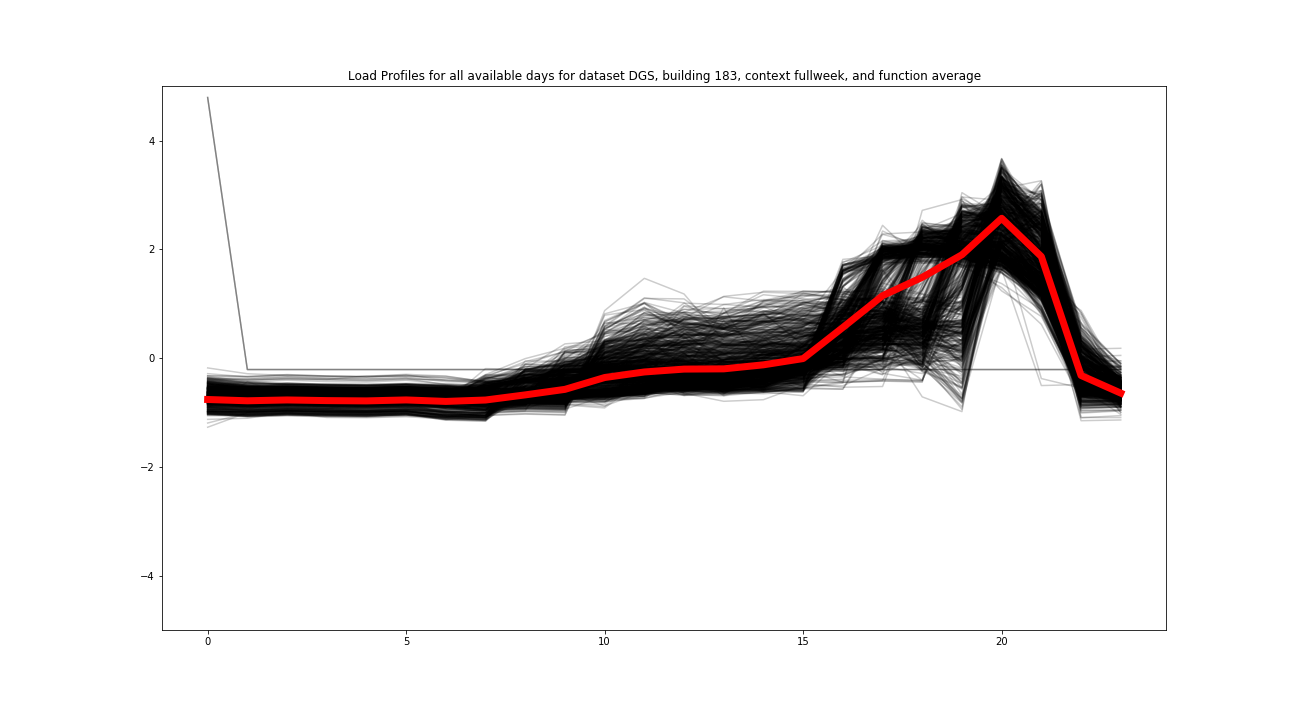 Load Profiles for all available days for dataset DGS, building 183, context fullweek, and function average
4
2
0
−2
−4
0 5 10 15 20